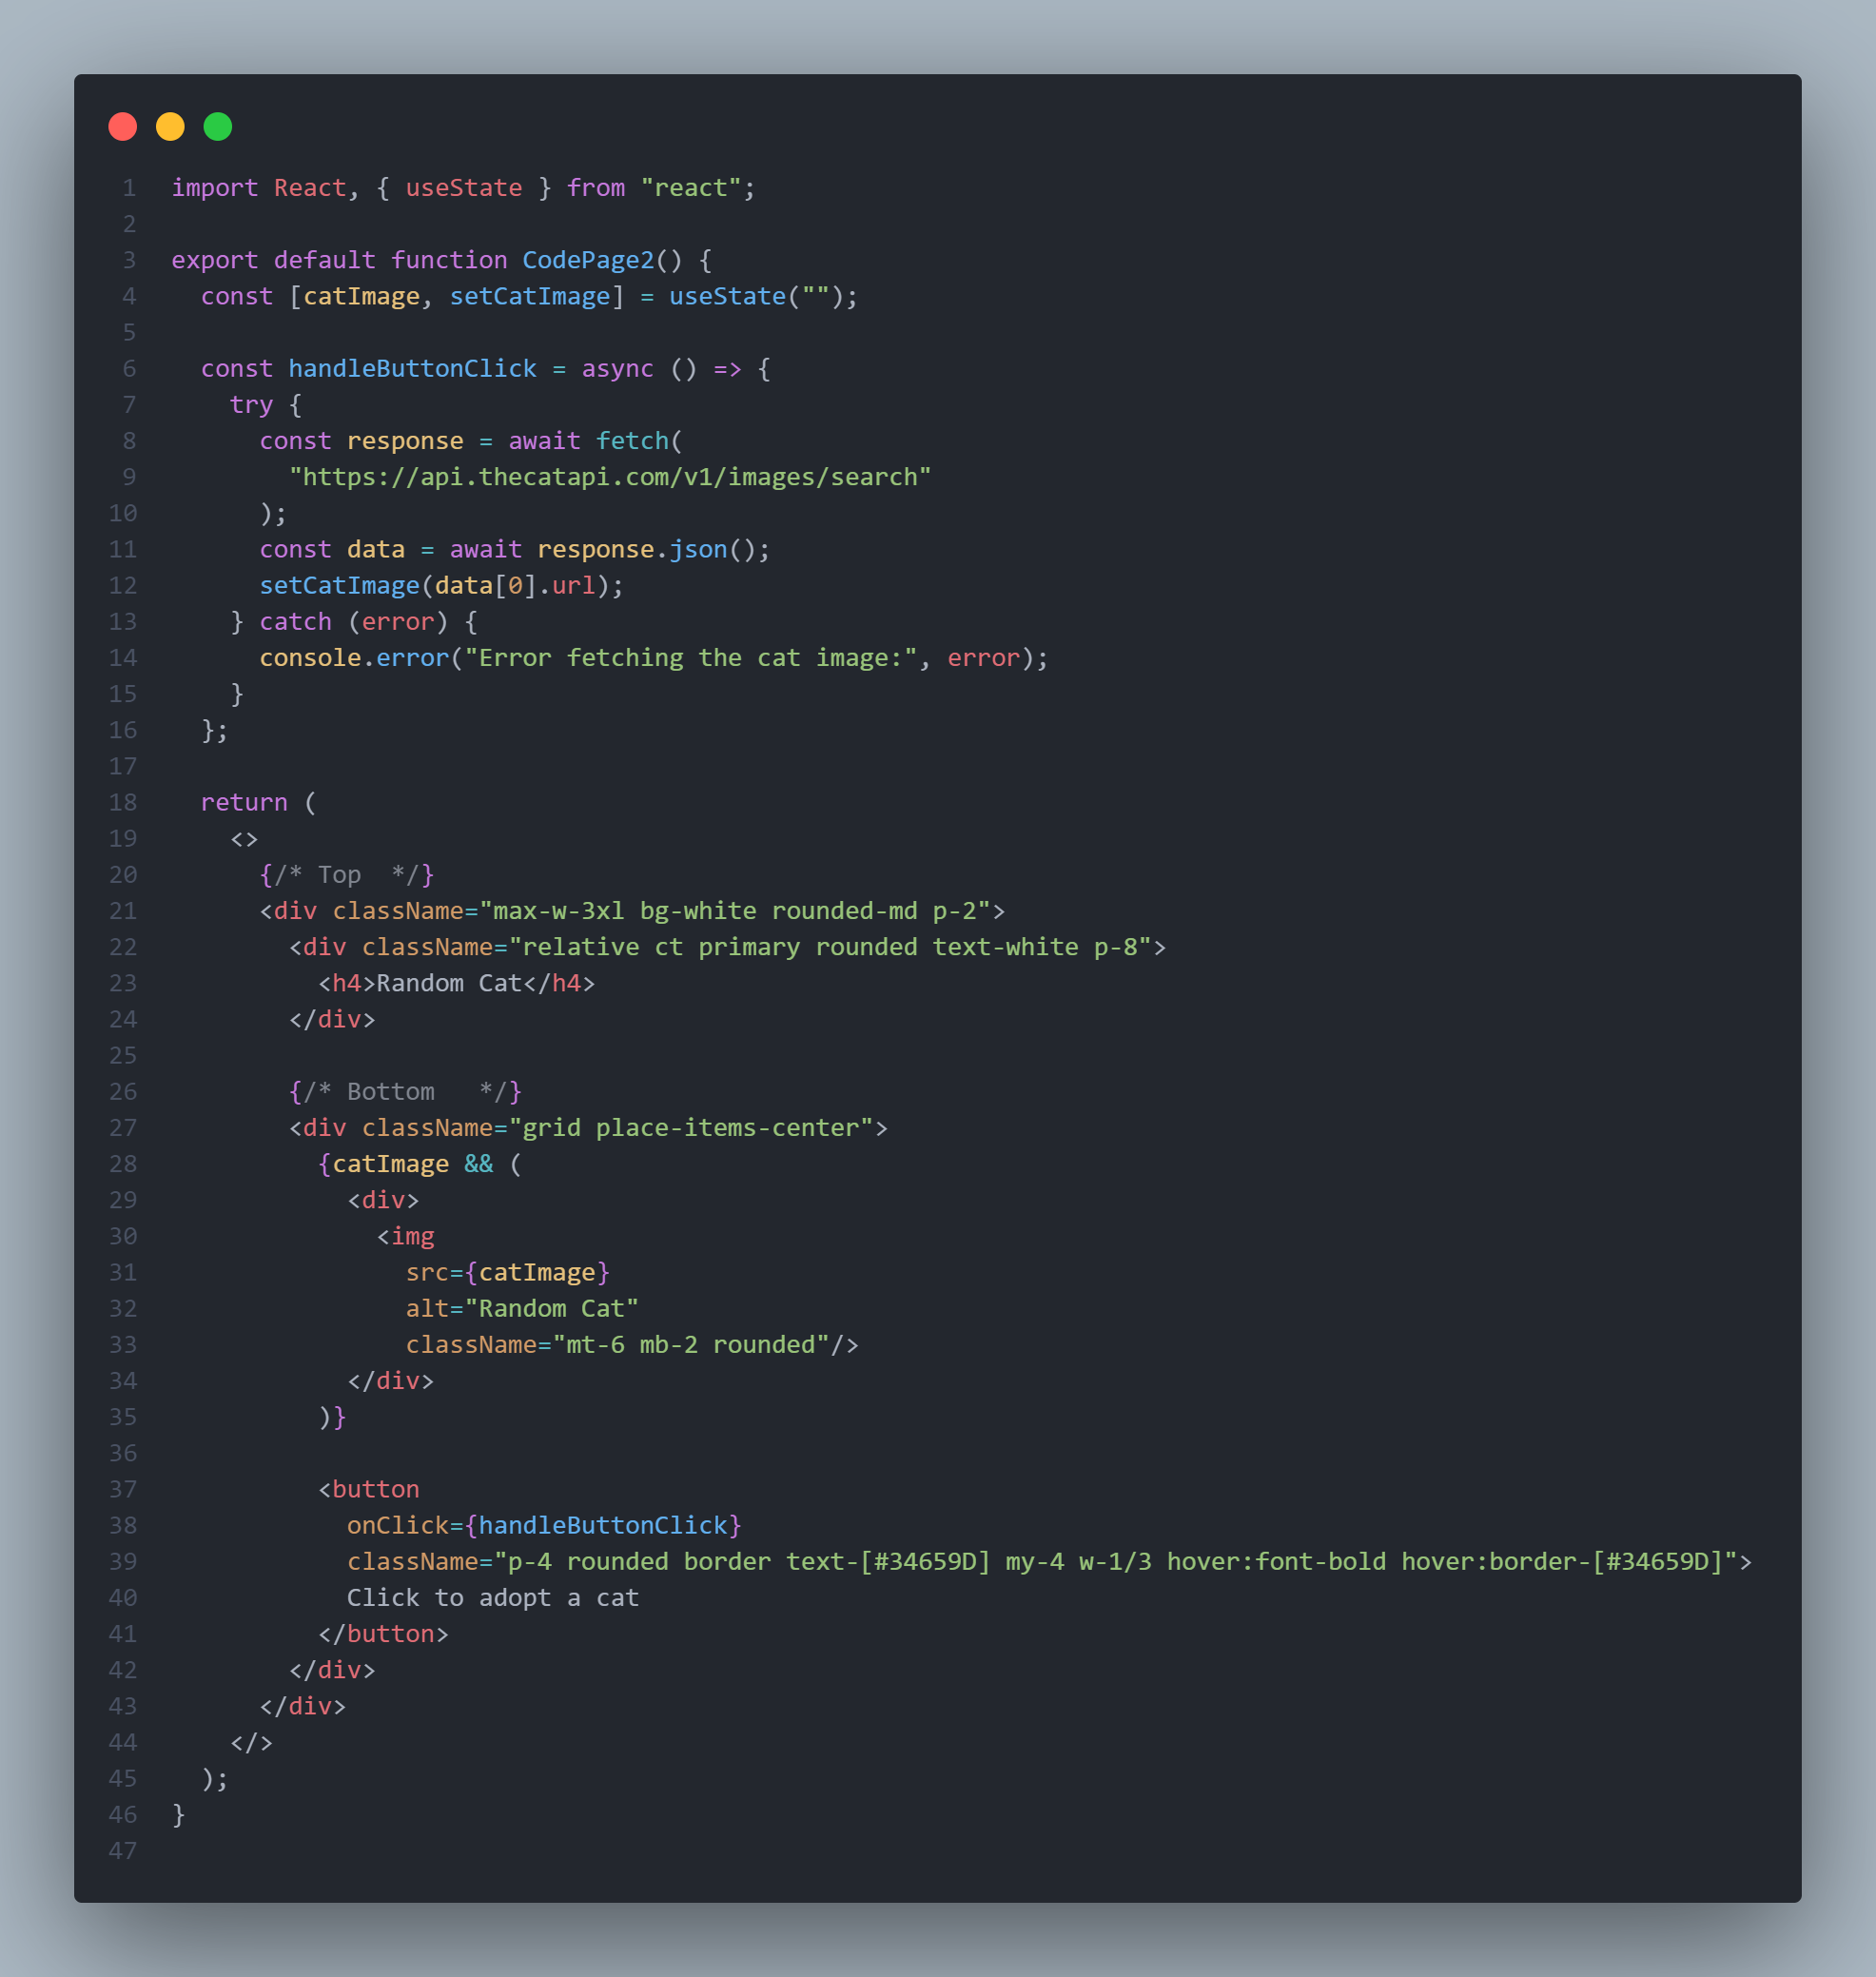 1 import React, { useState } from "react";
2
3 export default function CodePage2() {
4   const [catImage, setCatImage] = useState("");
5
6   const handleButtonClick = async () => {
7     try {
8       const response = await fetch(
9         "https://api.thecatapi.com/v1/images/search"
10       );
11       const data = await response.json();
12       setCatImage(data[0].url);
13     } catch (error) {
14       console.error("Error fetching the cat image:", error);
15     }
16   };
17
18   return (
19     <>
20       {/* Top  */}
21       <div className="max-w-3xl bg-white rounded-md p-2">
22         <div className="relative ct primary rounded text-white p-8">
23           <h4>Random Cat</h4>
24         </div>
25
26         {/* Bottom   */}
27         <div className="grid place-items-center">
28           {catImage && (
29             <div>
30               <img
31                 src={catImage}
32                 alt="Random Cat"
33                 className="mt-6 mb-2 rounded"/>
34             </div>
35           )}
36
37           <button
38             onClick={handleButtonClick}
39             className="p-4 rounded border text-[#34659D] my-4 w-1/3 hover:font-bold hover:border-[#34659D]">
40             Click to adopt a cat
41           </button>
42         </div>
43       </div>
44     </>
45   );
46 }
47